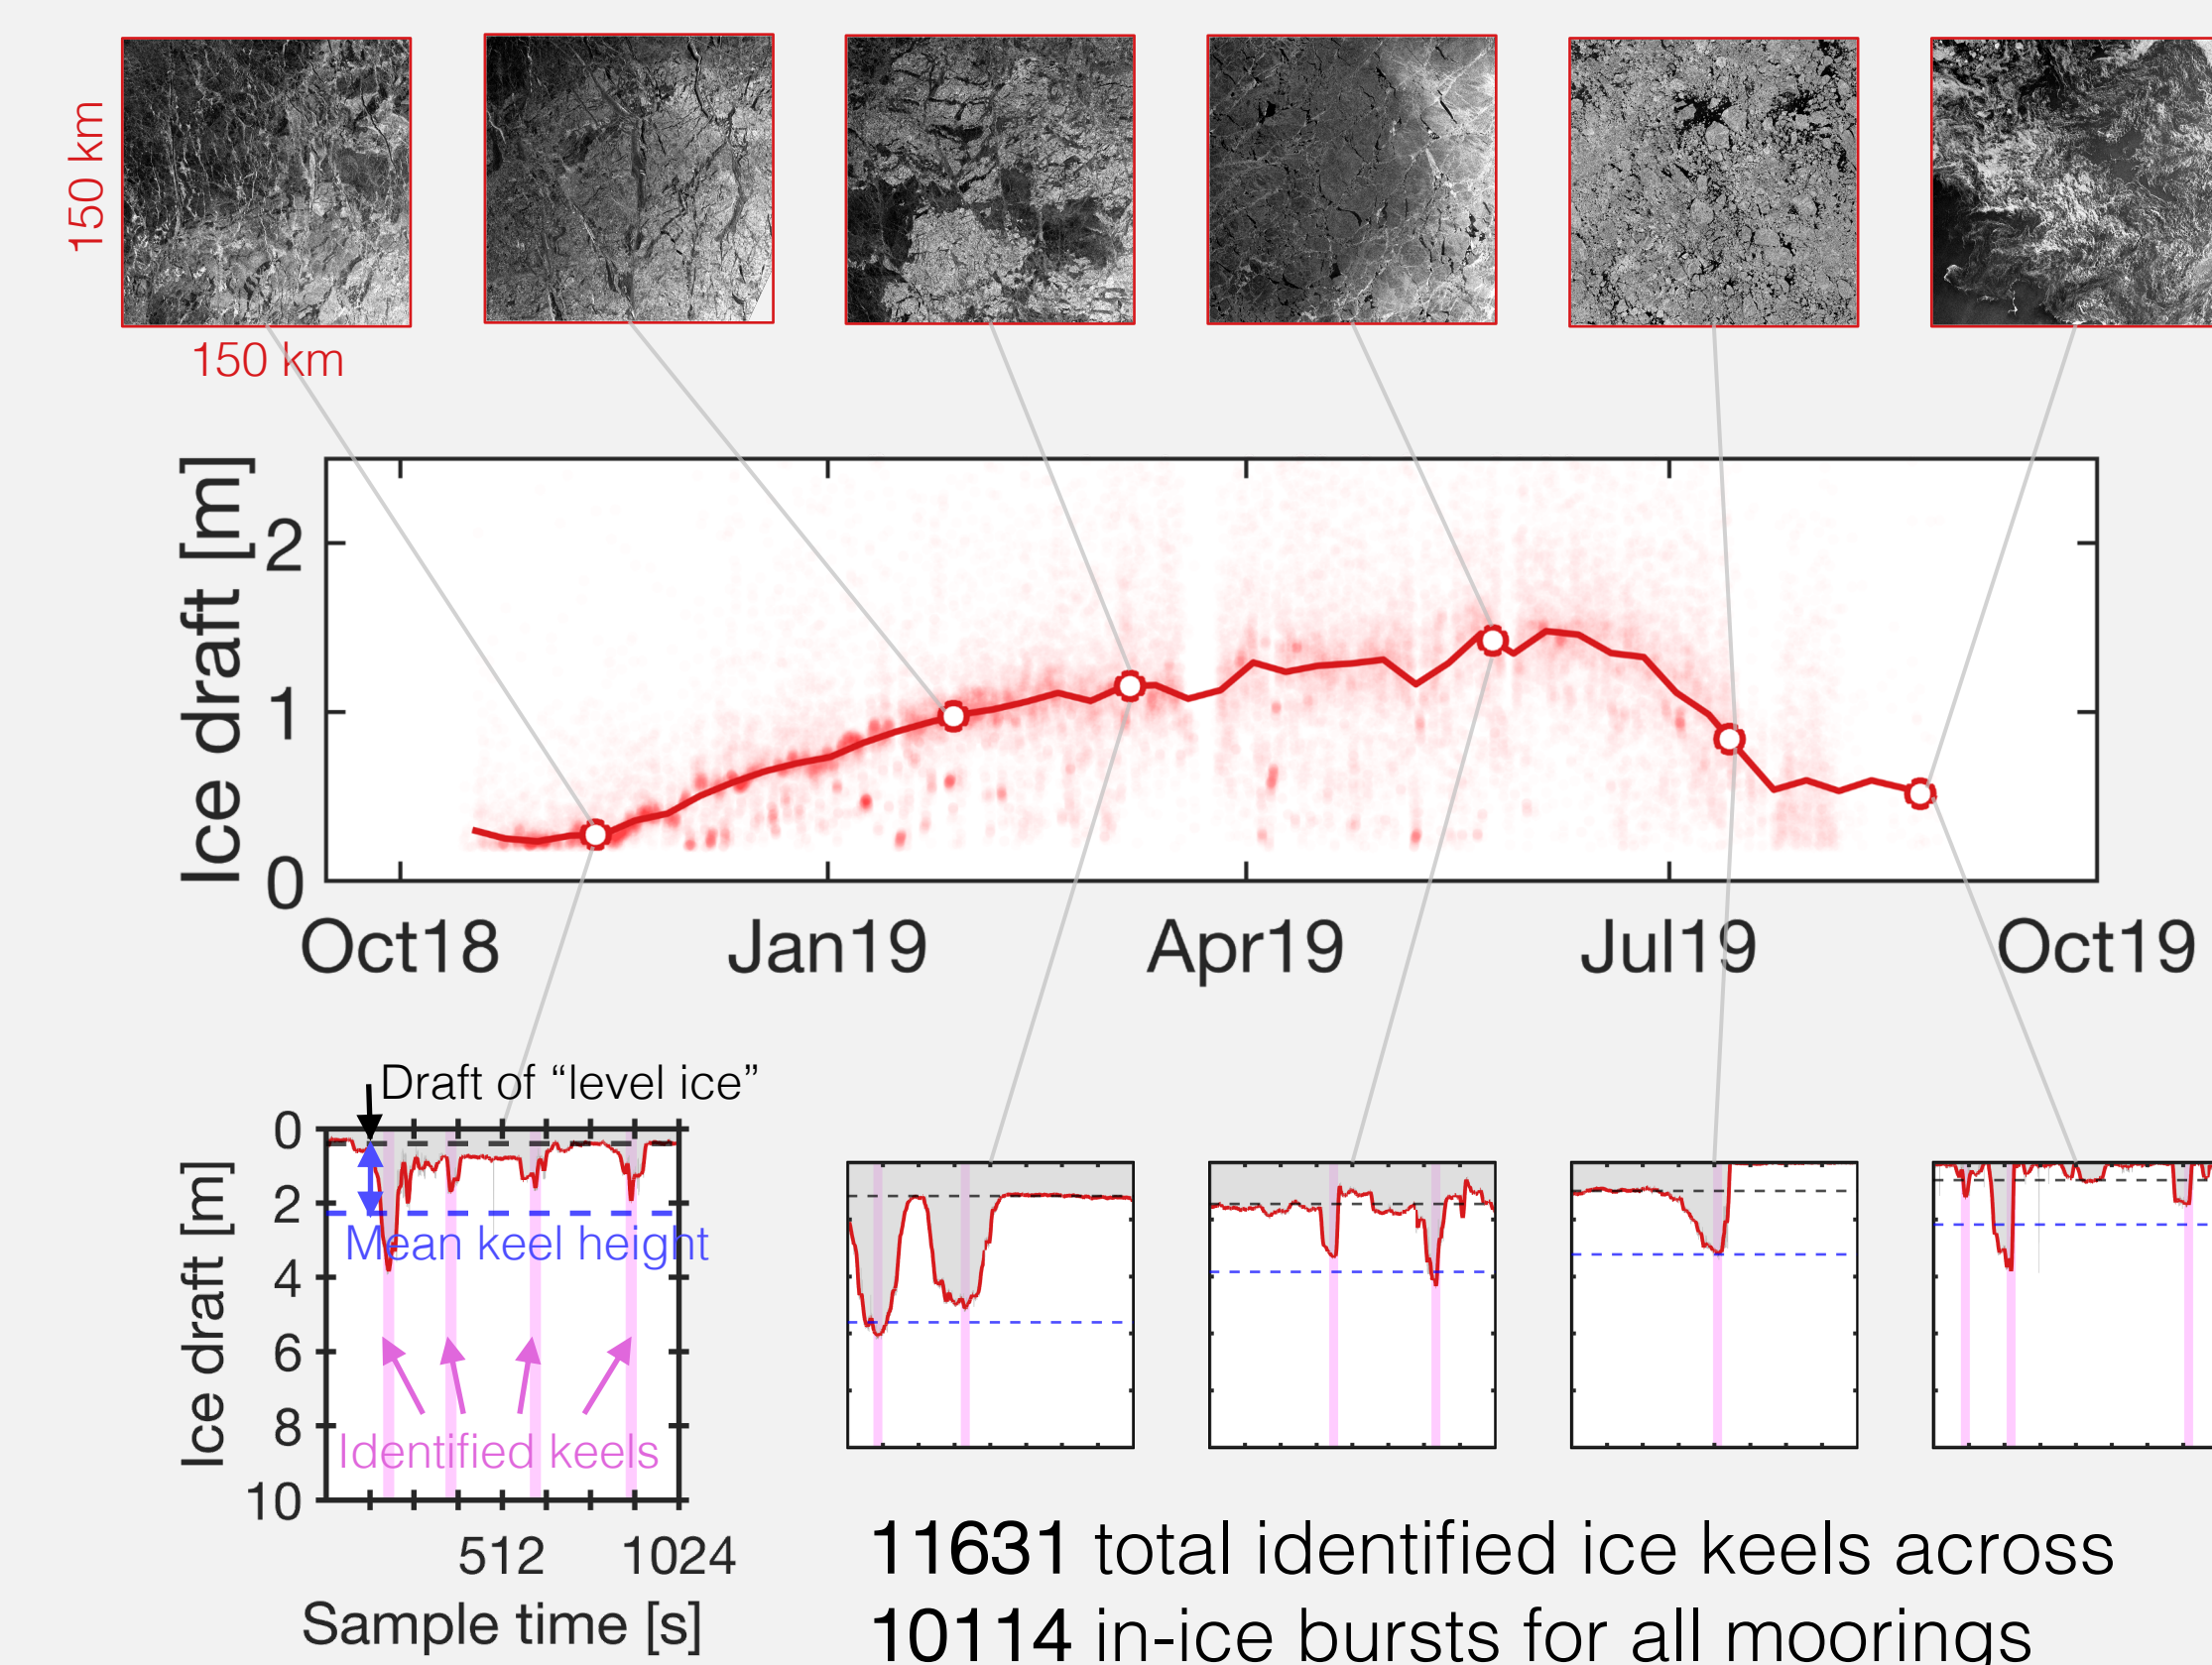 150 km
150 km
Ice draft [m]
2
1
0
Oct18
Jan19
Apr19
Jul19
Oct19
Draft of “level ice”
Ice draft [m]
0
2
4
6
8
10
Mean keel height
Identified keels
512
1024
Sample time [s]
11631 total identified ice keels across
10114 in-ice bursts for all moorings